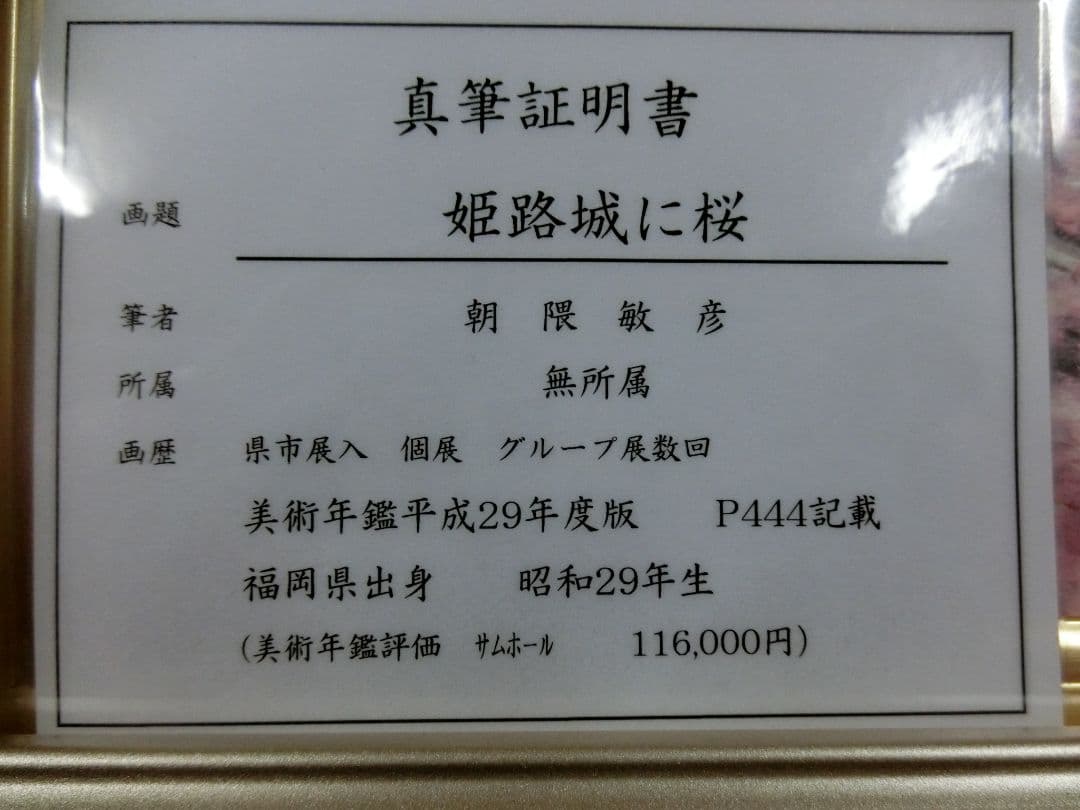 真筆証明書
画題 姫路城に桜
筆者 朝 隈 敏 彦
所属 無所属
画歴 県市展入 個展 グループ展数回
美術年鑑平成29年度版 P444記載
福岡県出身 昭和29年生
(美術年鑑評価 ｻﾑﾎｰﾙ 116,000円)